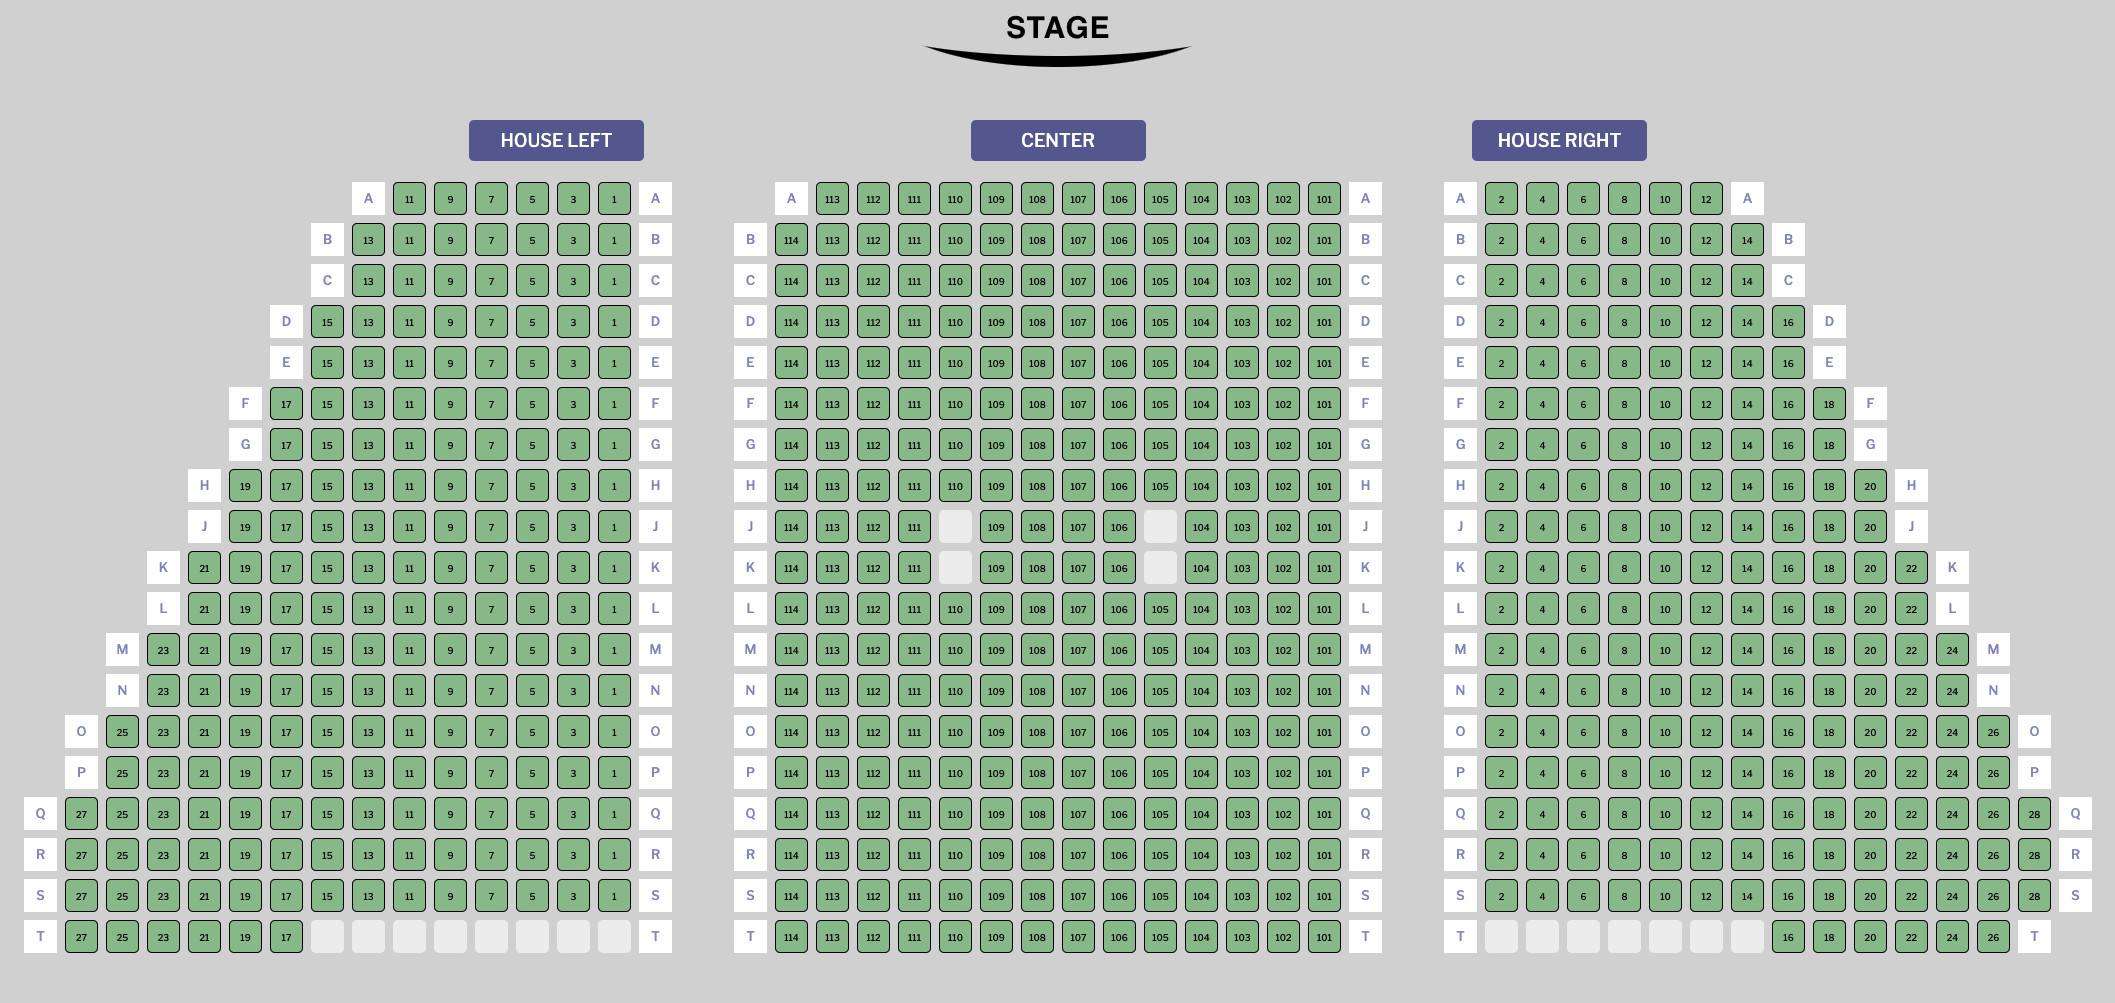 STAGE
HOUSE LEFT CENTER HOUSE RIGHT
A 11 9 7 5 3 1 A A 113 112 111 110 109 108 107 106 105 104 103 102 101 A A 2 4 6 8 10 12 A
B 13 11 9 7 5 3 1 B B 114 113 112 111 110 109 108 107 106 105 104 103 102 101 B B 2 4 6 8 10 12 14 B
C 13 11 9 7 5 3 1 C C 114 113 112 111 110 109 108 107 106 105 104 103 102 101 C C 2 4 6 8 10 12 14 C
D 15 13 11 9 7 5 3 1 D D 114 113 112 111 110 109 108 107 106 105 104 103 102 101 D D 2 4 6 8 10 12 14 16 D
E 15 13 11 9 7 5 3 1 E E 114 113 112 111 110 109 108 107 106 105 104 103 102 101 E E 2 4 6 8 10 12 14 16 E
F 17 15 13 11 9 7 5 3 1 F F 114 113 112 111 110 109 108 107 106 105 104 103 102 101 F F 2 4 6 8 10 12 14 16 18 F
G 17 15 13 11 9 7 5 3 1 G G 114 113 112 111 110 109 108 107 106 105 104 103 102 101 G G 2 4 6 8 10 12 14 16 18 G
H 19 17 15 13 11 9 7 5 3 1 H H 114 113 112 111 110 109 108 107 106 105 104 103 102 101 H H 2 4 6 8 10 12 14 16 18 20 H
J 19 17 15 13 11 9 7 5 3 1 J J 114 113 112 111 109 108 107 106 104 103 102 101 J J 2 4 6 8 10 12 14 16 18 20 J
K 21 19 17 15 13 11 9 7 5 3 1 K K 114 113 112 111 109 108 107 106 104 103 102 101 K K 2 4 6 8 10 12 14 16 18 20 22 K
L 21 19 17 15 13 11 9 7 5 3 1 L L 114 113 112 111 110 109 108 107 106 105 104 103 102 101 L L 2 4 6 8 10 12 14 16 18 20 22 L
M 23 21 19 17 15 13 11 9 7 5 3 1 M M 114 113 112 111 110 109 108 107 106 105 104 103 102 101 M M 2 4 6 8 10 12 14 16 18 20 22 24 M
N 23 21 19 17 15 13 11 9 7 5 3 1 N N 114 113 112 111 110 109 108 107 106 105 104 103 102 101 N N 2 4 6 8 10 12 14 16 18 20 22 24 N
O 25 23 21 19 17 15 13 11 9 7 5 3 1 O O 114 113 112 111 110 109 108 107 106 105 104 103 102 101 O O 2 4 6 8 10 12 14 16 18 20 22 24 26 O
P 25 23 21 19 17 15 13 11 9 7 5 3 1 P P 114 113 112 111 110 109 108 107 106 105 104 103 102 101 P P 2 4 6 8 10 12 14 16 18 20 22 24 26 P
Q 27 25 23 21 19 17 15 13 11 9 7 5 3 1 Q Q 114 113 112 111 110 109 108 107 106 105 104 103 102 101 Q Q 2 4 6 8 10 12 14 16 18 20 22 24 26 28 Q
R 27 25 23 21 19 17 15 13 11 9 7 5 3 1 R R 114 113 112 111 110 109 108 107 106 105 104 103 102 101 R R 2 4 6 8 10 12 14 16 18 20 22 24 26 28 R
S 27 25 23 21 19 17 15 13 11 9 7 5 3 1 S S 114 113 112 111 110 109 108 107 106 105 104 103 102 101 S S 2 4 6 8 10 12 14 16 18 20 22 24 26 28 S
T 27 25 23 21 19 17 T T 114 113 112 111 110 109 108 107 106 105 104 103 102 101 T T 16 18 20 22 24 26 T